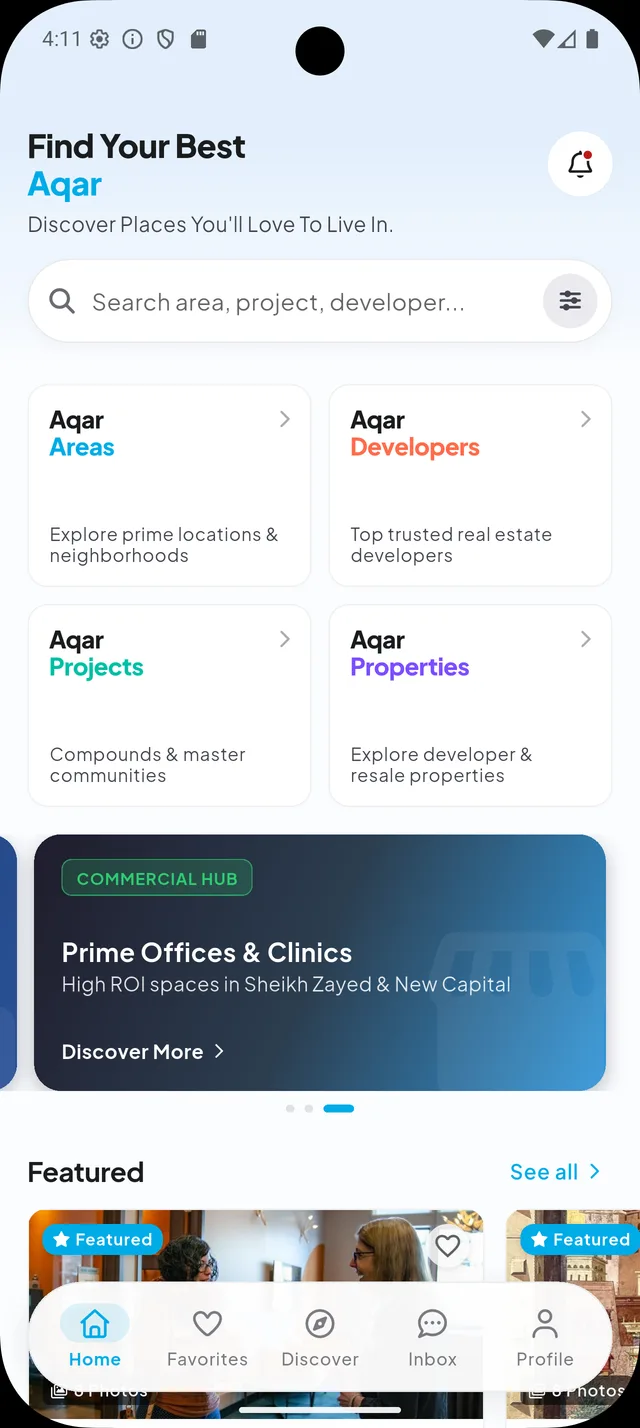 4:11
Find Your Best
Aqar
Discover Places You'll Love To Live In.
Search area, project, developer...
Aqar
Areas
Explore prime locations &
neighborhoods
Aqar
Developers
Top trusted real estate
developers
Aqar
Projects
Compounds & master
communities
Aqar
Properties
Explore developer &
resale properties
COMMERCIAL HUB
Prime Offices & Clinics
High ROI spaces in Sheikh Zayed & New Capital
Discover More
Featured
See all
Featured
Featured
Photos
Photos
Home
Favorites
Discover
Inbox
Profile